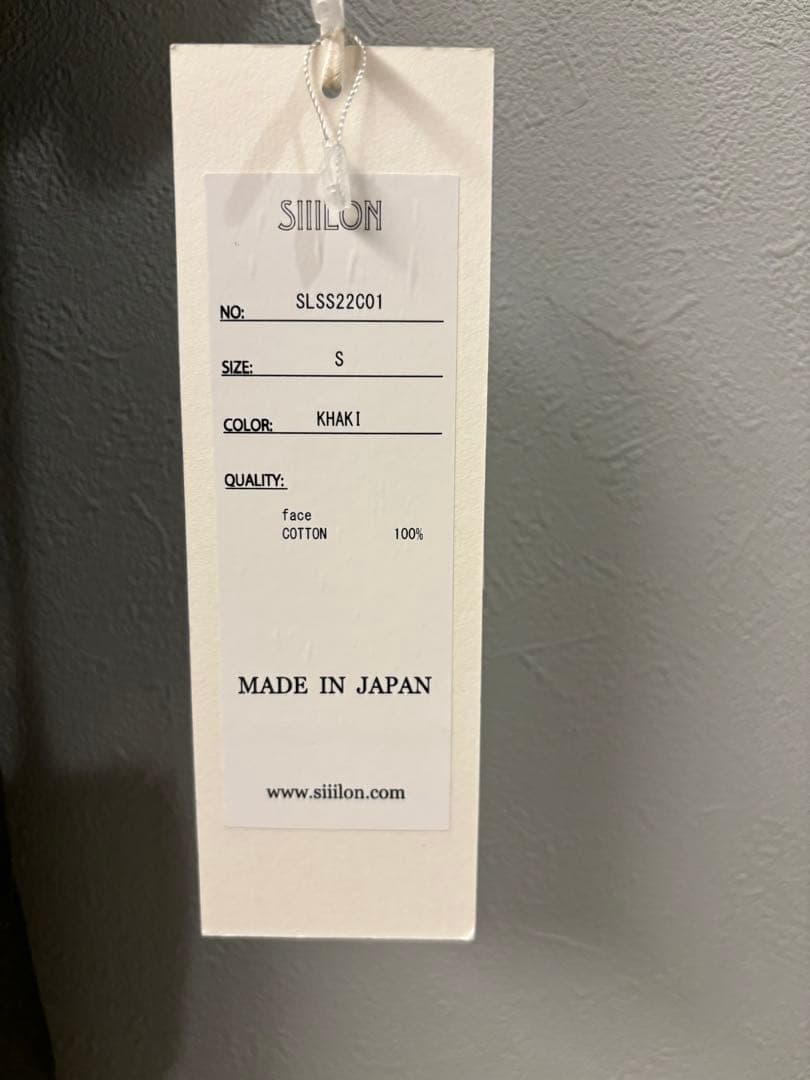 SIIILON
NO: SLSS22C01
SIZE: S
COLOR: KHAKI
QUALITY:
face
COTTON 100%
MADE IN JAPAN
www.siiilon.com